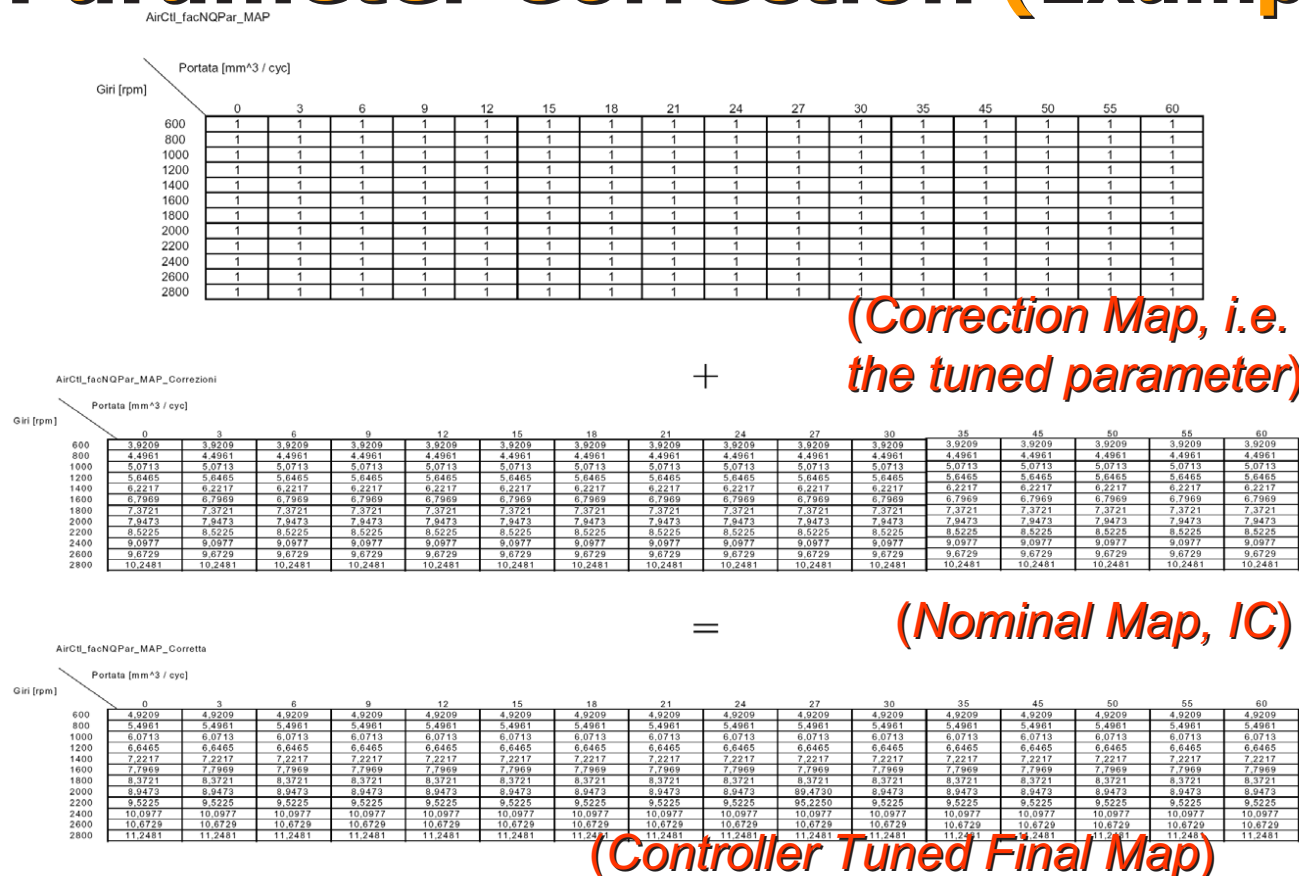 Parameter Correction (Examp
AirCtl_facNQPar_MAP
Portata [mm^3 / cyc]
Giri [rpm]
0 3 6 9 12 15 18 21 24 27 30 35 45 50 55 60
600 1 1 1 1 1 1 1 1 1 1 1 1 1 1 1 1
800 1 1 1 1 1 1 1 1 1 1 1 1 1 1 1 1
1000 1 1 1 1 1 1 1 1 1 1 1 1 1 1 1 1
1200 1 1 1 1 1 1 1 1 1 1 1 1 1 1 1 1
1400 1 1 1 1 1 1 1 1 1 1 1 1 1 1 1 1
1600 1 1 1 1 1 1 1 1 1 1 1 1 1 1 1 1
1800 1 1 1 1 1 1 1 1 1 1 1 1 1 1 1 1
2000 1 1 1 1 1 1 1 1 1 1 1 1 1 1 1 1
2200 1 1 1 1 1 1 1 1 1 1 1 1 1 1 1 1
2400 1 1 1 1 1 1 1 1 1 1 1 1 1 1 1 1
2600 1 1 1 1 1 1 1 1 1 1 1 1 1 1 1 1
2800 1 1 1 1 1 1 1 1 1 1 1 1 1 1 1 1
(Correction Map, i.e.
the tuned parameter)
+
AirCtl_facNQPar_MAP_Correzioni
Portata [mm^3 / cyc]
Giri [rpm]
0 3 6 9 12 15 18 21 24 27 30 35 45 50 55 60
600 3,9209 3,9209 3,9209 3,9209 3,9209 3,9209 3,9209 3,9209 3,9209 3,9209 3,9209 3,9209 3,9209 3,9209 3,9209 3,9209
800 4,4961 4,4961 4,4961 4,4961 4,4961 4,4961 4,4961 4,4961 4,4961 4,4961 4,4961 4,4961 4,4961 4,4961 4,4961 4,4961
1000 5,0713 5,0713 5,0713 5,0713 5,0713 5,0713 5,0713 5,0713 5,0713 5,0713 5,0713 5,0713 5,0713 5,0713 5,0713 5,0713
1200 5,6465 5,6465 5,6465 5,6465 5,6465 5,6465 5,6465 5,6465 5,6465 5,6465 5,6465 5,6465 5,6465 5,6465 5,6465 5,6465
1400 6,2217 6,2217 6,2217 6,2217 6,2217 6,2217 6,2217 6,2217 6,2217 6,2217 6,2217 6,2217 6,2217 6,2217 6,2217 6,2217
1600 6,7969 6,7969 6,7969 6,7969 6,7969 6,7969 6,7969 6,7969 6,7969 6,7969 6,7969 6,7969 6,7969 6,7969 6,7969 6,7969
1800 7,3721 7,3721 7,3721 7,3721 7,3721 7,3721 7,3721 7,3721 7,3721 7,3721 7,3721 7,3721 7,3721 7,3721 7,3721 7,3721
2000 7,9473 7,9473 7,9473 7,9473 7,9473 7,9473 7,9473 7,9473 7,9473 7,9473 7,9473 7,9473 7,9473 7,9473 7,9473 7,9473
2200 8,5225 8,5225 8,5225 8,5225 8,5225 8,5225 8,5225 8,5225 8,5225 8,5225 8,5225 8,5225 8,5225 8,5225 8,5225 8,5225
2400 9,0977 9,0977 9,0977 9,0977 9,0977 9,0977 9,0977 9,0977 9,0977 9,0977 9,0977 9,0977 9,0977 9,0977 9,0977 9,0977
2600 9,6729 9,6729 9,6729 9,6729 9,6729 9,6729 9,6729 9,6729 9,6729 9,6729 9,6729 9,6729 9,6729 9,6729 9,6729 9,6729
2800 10,2481 10,2481 10,2481 10,2481 10,2481 10,2481 10,2481 10,2481 10,2481 10,2481 10,2481 10,2481 10,2481 10,2481 10,2481 10,2481
(Nominal Map, IC)
=
AirCtl_facNQPar_MAP_Corretta
Portata [mm^3 / cyc]
Giri [rpm]
0 3 6 9 12 15 18 21 24 27 30 35 45 50 55 60
600 4,9209 4,9209 4,9209 4,9209 4,9209 4,9209 4,9209 4,9209 4,9209 4,9209 4,9209 4,9209 4,9209 4,9209 4,9209 4,9209
800 5,4961 5,4961 5,4961 5,4961 5,4961 5,4961 5,4961 5,4961 5,4961 5,4961 5,4961 5,4961 5,4961 5,4961 5,4961 5,4961
1000 6,0713 6,0713 6,0713 6,0713 6,0713 6,0713 6,0713 6,0713 6,0713 6,0713 6,0713 6,0713 6,0713 6,0713 6,0713 6,0713
1200 6,6465 6,6465 6,6465 6,6465 6,6465 6,6465 6,6465 6,6465 6,6465 6,6465 6,6465 6,6465 6,6465 6,6465 6,6465 6,6465
1400 7,2217 7,2217 7,2217 7,2217 7,2217 7,2217 7,2217 7,2217 7,2217 7,2217 7,2217 7,2217 7,2217 7,2217 7,2217 7,2217
1600 7,7969 7,7969 7,7969 7,7969 7,7969 7,7969 7,7969 7,7969 7,7969 7,7969 7,7969 7,7969 7,7969 7,7969 7,7969 7,7969
1800 8,3721 8,3721 8,3721 8,3721 8,3721 8,3721 8,3721 8,3721 8,3721 8,3721 8,3721 8,3721 8,3721 8,3721 8,3721 8,3721
2000 8,9473 8,9473 8,9473 8,9473 8,9473 8,9473 8,9473 8,9473 8,9473 89,4730 8,9473 8,9473 8,9473 8,9473 8,9473 8,9473
2200 9,5225 9,5225 9,5225 9,5225 9,5225 9,5225 9,5225 9,5225 9,5225 95,2250 9,5225 9,5225 9,5225 9,5225 9,5225 9,5225
2400 10,0977 10,0977 10,0977 10,0977 10,0977 10,0977 10,0977 10,0977 10,0977 10,0977 10,0977 10,0977 10,0977 10,0977 10,0977 10,0977
2600 10,6729 10,6729 10,6729 10,6729 10,6729 10,6729 10,6729 10,6729 10,6729 10,6729 10,6729 10,6729 10,6729 10,6729 10,6729 10,6729
2800 11,2481 11,2481 11,2481 11,2481 11,2481 11,2481 11,2481 11,2481 11,2481 11,2481 11,2481 11,2481 11,2481 11,2481 11,2481 11,2481
(Controller Tuned Final Map)